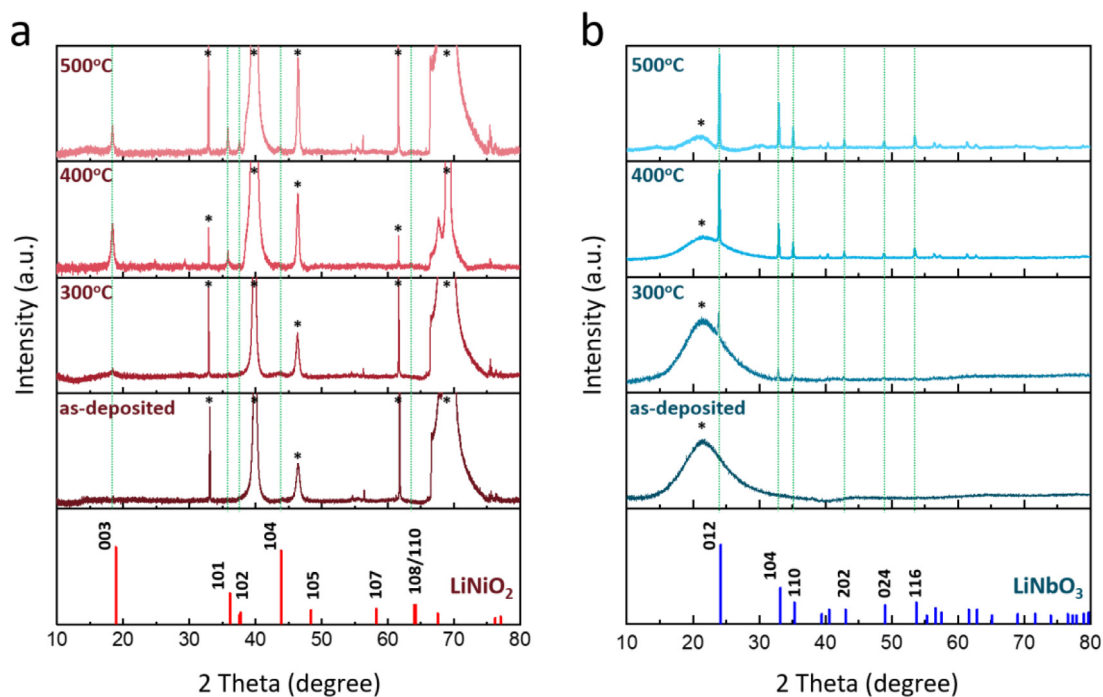 a
500°C
*
*
*
*
*
400°C
*
*
*
*
*
300°C
*
*
*
*
*
as-deposited
*
*
*
*
*
003
101
102
104
105
107
108/110
LiNiO2
10 20 30 40 50 60 70 80
2 Theta (degree)
Intensity (a.u.)
b
500°C
*
400°C
*
300°C
*
as-deposited
*
012
104
110
202
024
116
LiNbO3
10 20 30 40 50 60 70 80
2 Theta (degree)
Intensity (a.u.)